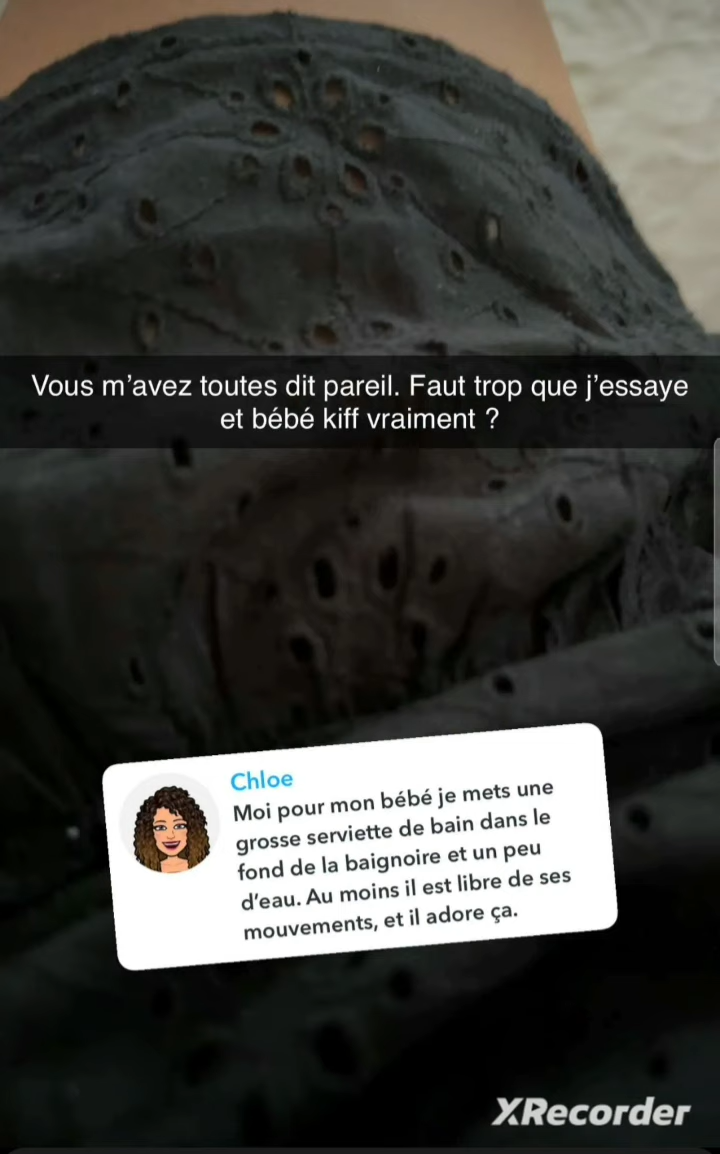 Vous m'avez toutes dit pareil. Faut trop que j'essaye
et bébé kiff vraiment ?
Chloe
Moi pour mon bébé je mets une
grosse serviette de bain dans le
fond de la baignoire et un peu
d'eau. Au moins il est libre de ses
mouvements, et il adore ça.
XRecorder